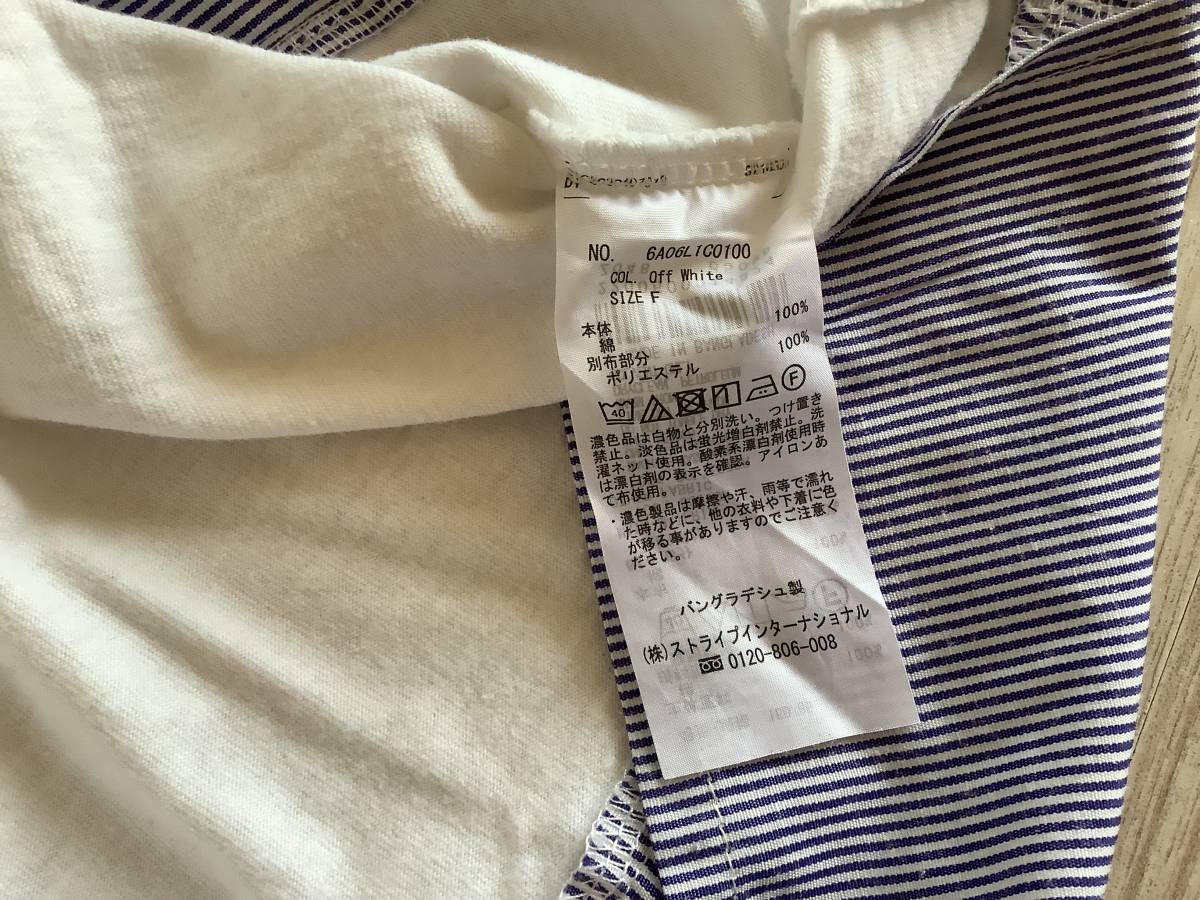 NO. 6A06L1C0100
COL. Off White
SIZE F
本体
綿 100%
別布部分
ポリエステル 100%
40 F
濃色品は白物と分別洗い。つけ置き
禁止。淡色品は蛍光増白剤禁止。洗
濯ネット使用。酸素系漂白剤使用時
は漂白剤の表示を確認。アイロンあ
て布使用。
・濃色製品は摩擦や汗、雨等で濡れ
た時などに、他の衣料や下着に色
が移る事がありますのでご注意く
ださい。
バングラデシュ製
(株)ストライプインターナショナル
0120-806-008